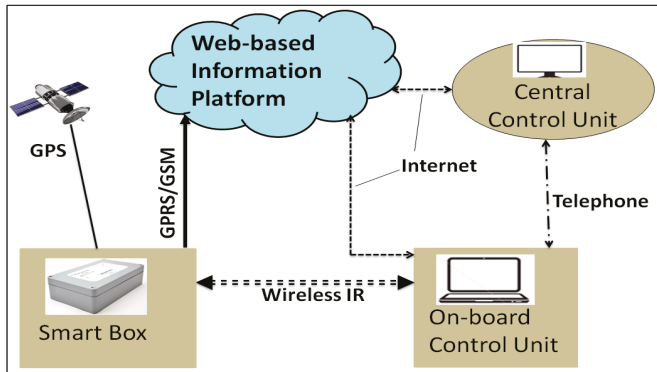 Web-based
Information
Platform
Central
Control Unit
GPS
GPRS/GSM
Internet
Telephone
Wireless IR
Smart Box
On-board
Control Unit